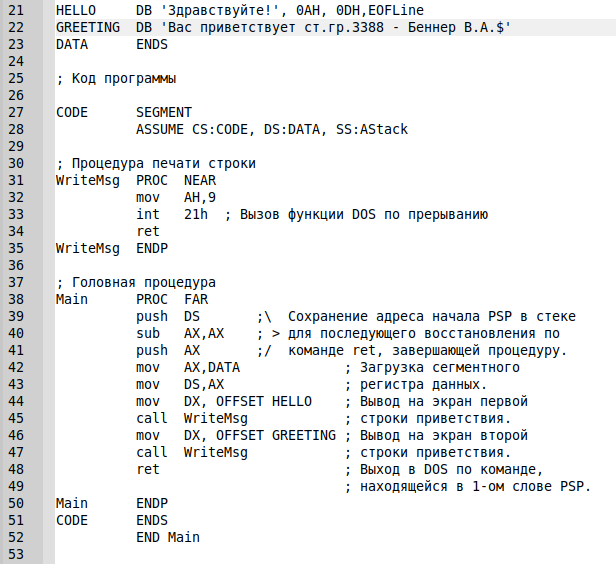 21 HELLO     DB 'Здравствуйте!', 0AH, 0DH,EOFLine
22 GREETING  DB 'Вас приветствует ст.гр.3388 - Беннер В.А.$'
23 DATA      ENDS
24
25 ; Код программы
26
27 CODE      SEGMENT
28           ASSUME CS:CODE, DS:DATA, SS:AStack
29
30 ; Процедура печати строки
31 WriteMsg  PROC  NEAR
32           mov   AH,9
33           int   21h  ; Вызов функции DOS по прерыванию
34           ret
35 WriteMsg  ENDP
36
37 ; Головная процедура
38 Main      PROC  FAR
39           push  DS       ;\  Сохранение адреса начала PSP в стеке
40           sub   AX,AX    ; > для последующего восстановления по
41           push  AX       ;/  команде ret, завершающей процедуру.
42           mov   AX,DATA             ; Загрузка сегментного
43           mov   DS,AX               ; регистра данных.
44           mov   DX, OFFSET HELLO    ; Вывод на экран первой
45           call  WriteMsg            ; строки приветствия.
46           mov   DX, OFFSET GREETING ; Вывод на экран второй
47           call  WriteMsg            ; строки приветствия.
48           ret                       ; Выход в DOS по команде,
49                                     ; находящейся в 1-ом слове PSP.
50 Main      ENDP
51 CODE      ENDS
52           END Main
53